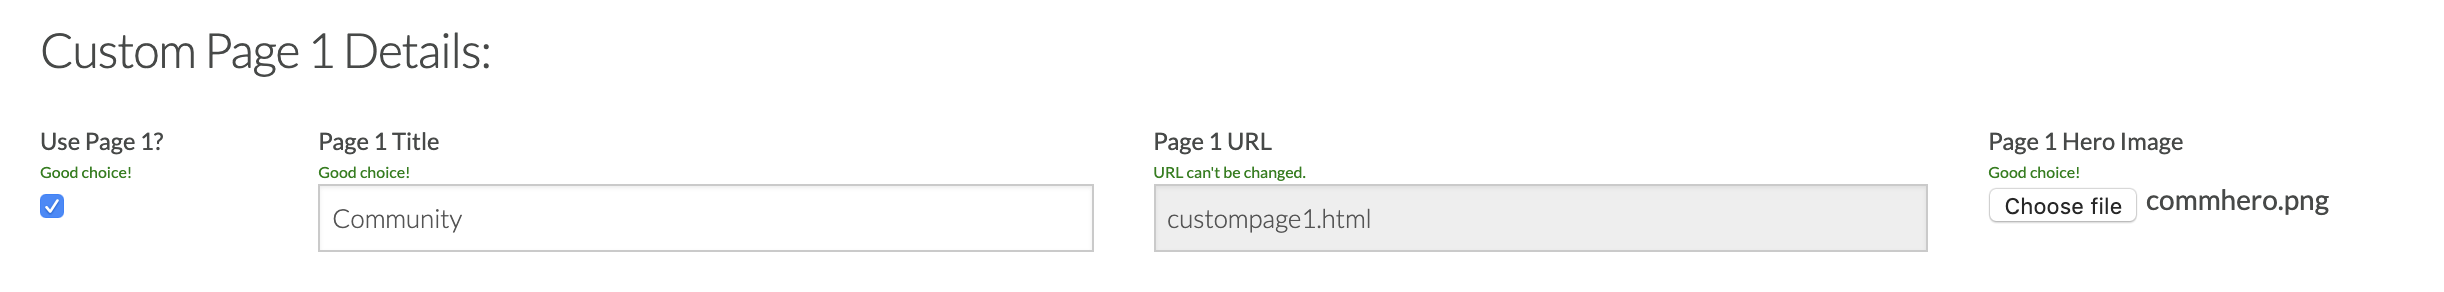 Custom Page 1 Details:
Use Page 1?
Good choice!
Page 1 Title
Good choice!
Community
Page 1 URL
URL can't be changed.
custompage1.html
Page 1 Hero Image
Good choice!
Choose file commhero.png